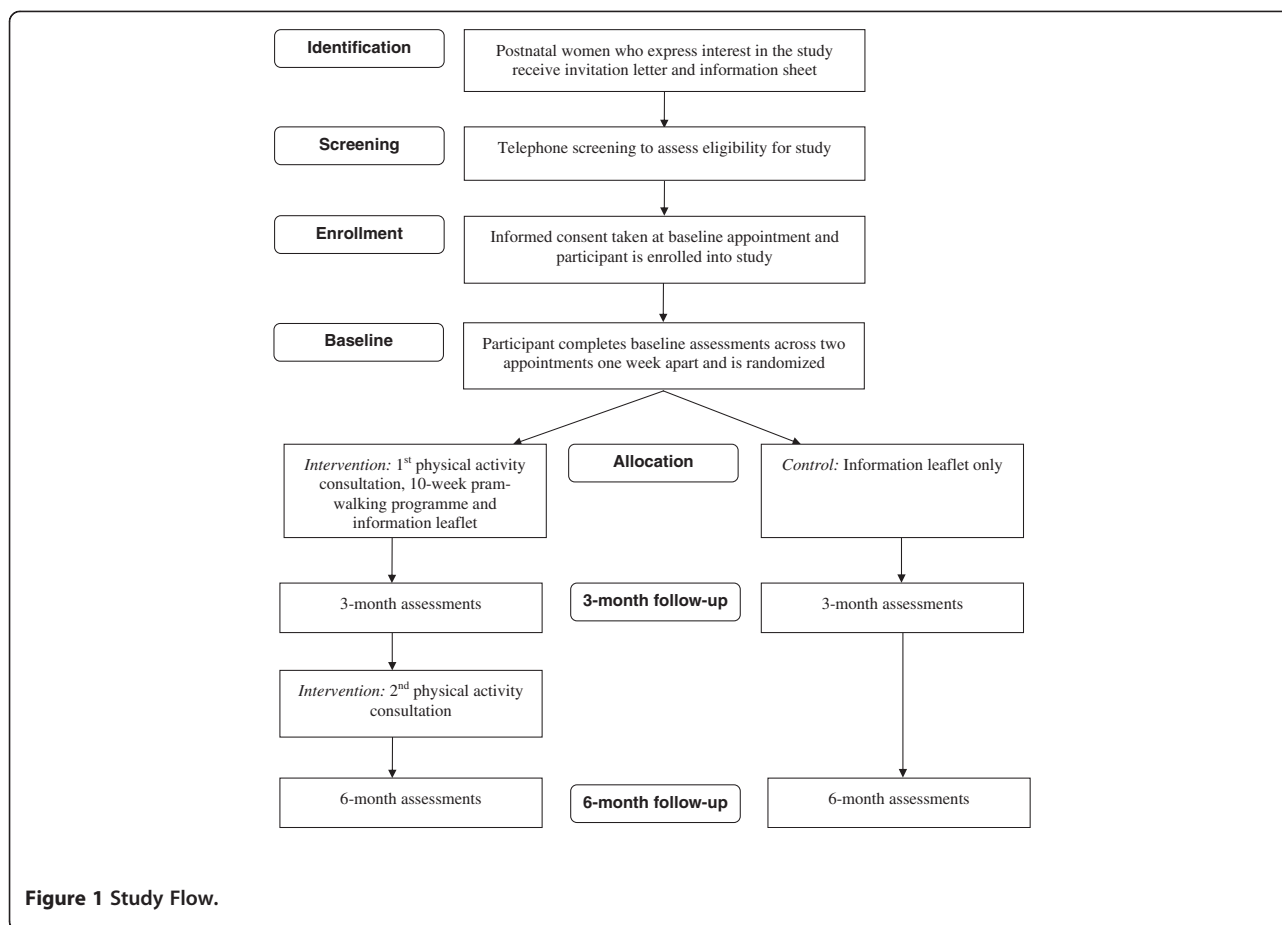 Identification
Postnatal women who express interest in the study
receive invitation letter and information sheet
Screening
Telephone screening to assess eligibility for study
Enrollment
Informed consent taken at baseline appointment and
participant is enrolled into study
Baseline
Participant completes baseline assessments across two
appointments one week apart and is randomized
Intervention: 1st physical activity
consultation, 10-week pram-
walking programme and
information leaflet
Allocation
Control: Information leaflet only
3-month assessments
3-month follow-up
3-month assessments
Intervention: 2nd physical activity
consultation
6-month assessments
6-month follow-up
6-month assessments
Figure 1 Study Flow.